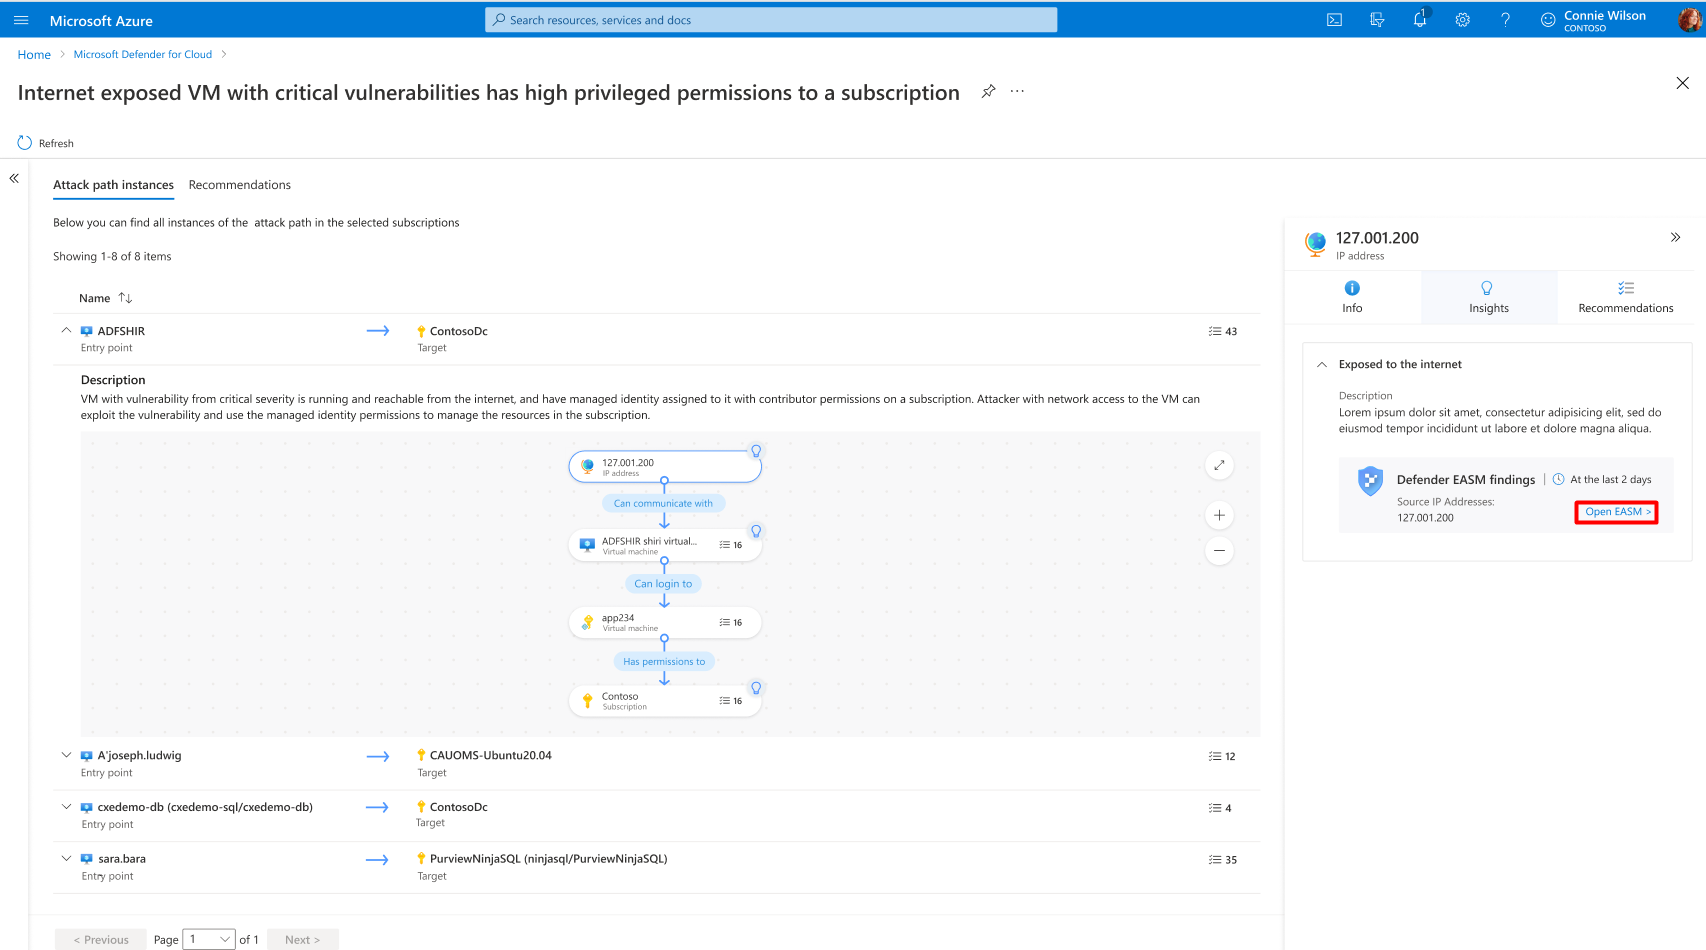 Microsoft Azure
Search resources, services and docs
1
Connie Wilson
CONTOSO
Home > Microsoft Defender for Cloud >
Internet exposed VM with critical vulnerabilities has high privileged permissions to a subscription
Refresh
Attack path instances Recommendations
Below you can find all instances of the attack path in the selected subscriptions
Showing 1-8 of 8 items
Name
ADFSHIR
Entry point
ContosoDc
Target
43
Description
VM with vulnerability from critical severity is running and reachable from the internet, and have managed identity assigned to it with contributor permissions on a subscription. Attacker with network access to the VM can
exploit the vulnerability and use the managed identity permissions to manage the resources in the subscription.
127.001.200
IP address
Can communicate with
ADFSHIR shiri virtual...
Virtual machine
16
Can login to
app234
Virtual machine
16
Has permissions to
Contoso
Subscription
16
A'joseph.ludwig
Entry point
CAUOMS-Ubuntu20.04
Target
12
cxedemo-db (cxedemo-sql/cxedemo-db)
Entry point
ContosoDc
Target
4
sara.bara
Entry point
PurviewNinjaSQL (ninjasql/PurviewNinjaSQL)
Target
35
< Previous Page 1 of 1 Next >
127.001.200
IP address
Info
Insights
Recommendations
Exposed to the internet
Description
Lorem ipsum dolor sit amet, consectetur adipisicing elit, sed do
eiusmod tempor incididunt ut labore et dolore magna aliqua.
Defender EASM findings | At the last 2 days
Source IP Addresses:
127.001.200
Open EASM >